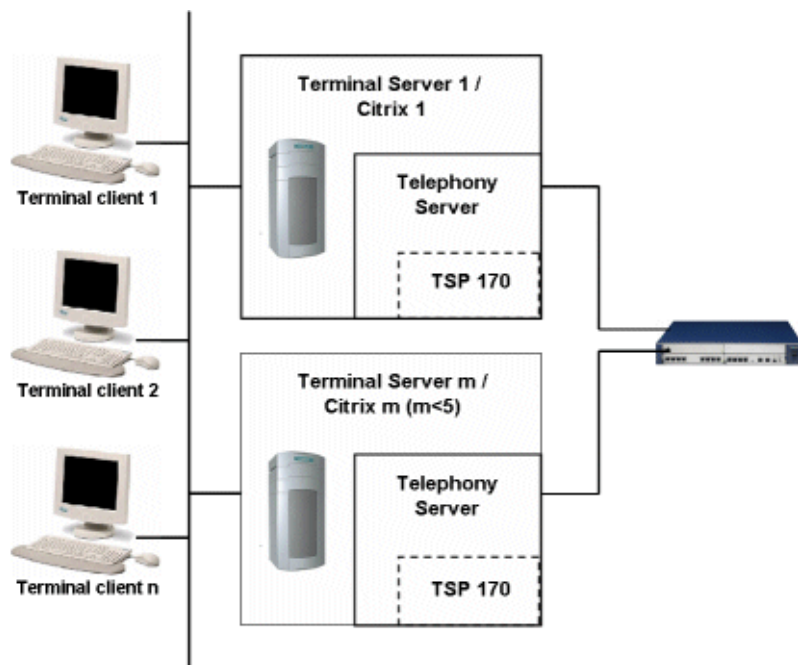 Terminal client 1
Terminal client 2
Terminal client n
Terminal Server 1 /
Citrix 1
Telephony
Server
TSP 170
Terminal Server m /
Citrix m (m<5)
Telephony
Server
TSP 170